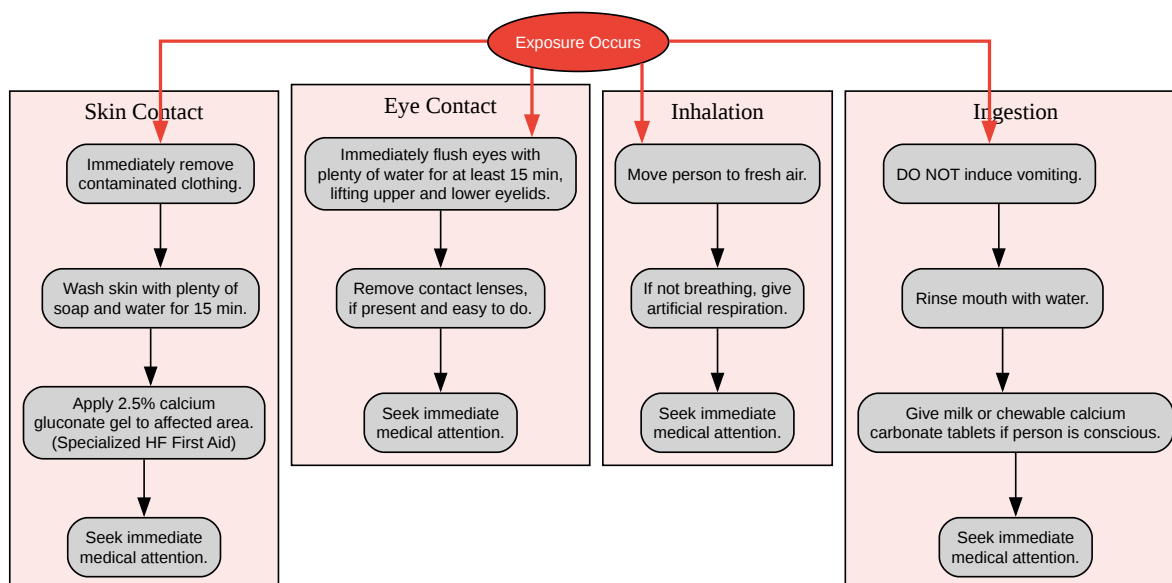 Exposure Occurs
Skin Contact
Immediately remove
contaminated clothing.
Wash skin with plenty of
soap and water for 15 min.
Apply 2.5% calcium
gluconate gel to affected area.
(Specialized HF First Aid)
Seek immediate
medical attention.
Eye Contact
Immediately flush eyes with
plenty of water for at least 15 min,
lifting upper and lower eyelids.
Remove contact lenses,
if present and easy to do.
Seek immediate
medical attention.
Inhalation
Move person to fresh air.
If not breathing, give
artificial respiration.
Seek immediate
medical attention.
Ingestion
DO NOT induce vomiting.
Rinse mouth with water.
Give milk or chewable calcium
carbonate tablets if person is conscious.
Seek immediate
medical attention.